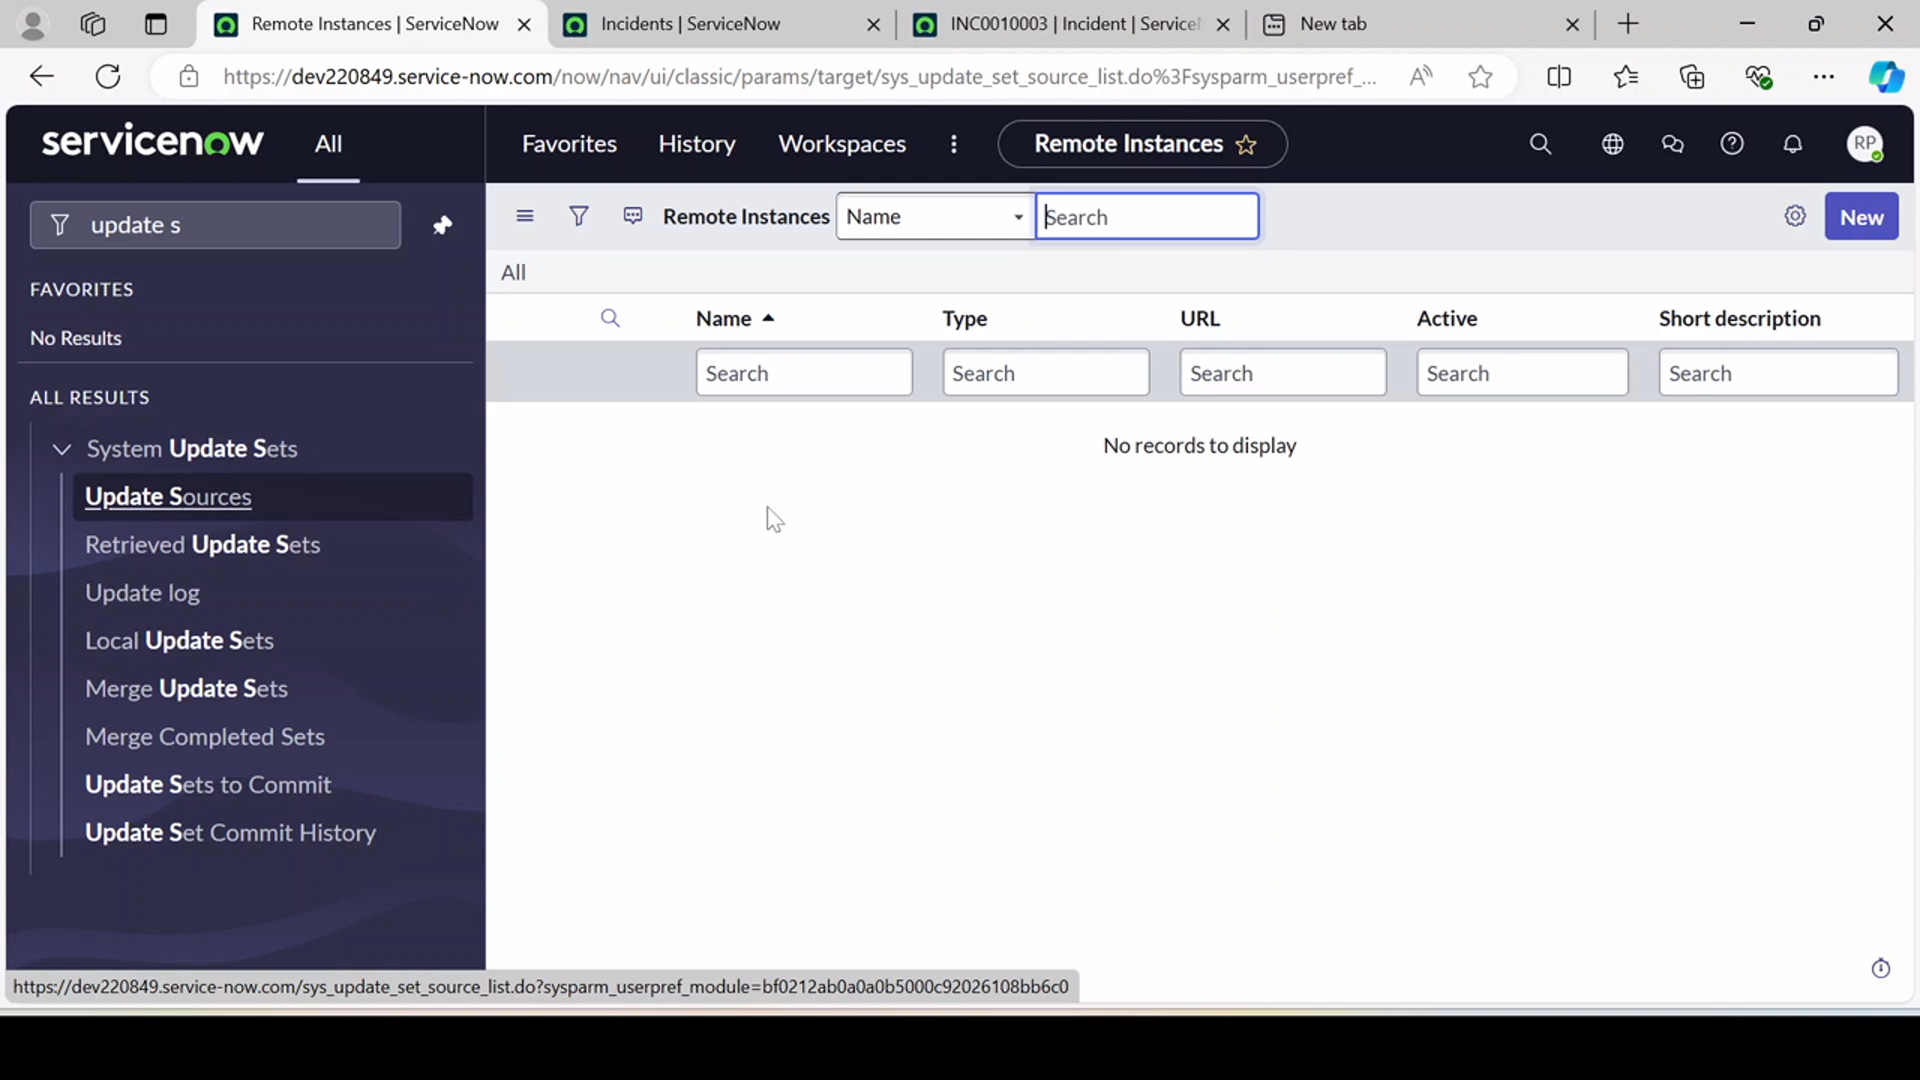 Remote Instances | ServiceNow
Incidents | ServiceNow
INC0010003 | Incident | Service
New tab
https://dev220849.service-now.com/now/nav/ui/classic/params/target/sys_update_set_source_list.do%3Fsysparm_userpref_...
servicenow
All
Favorites
History
Workspaces
Remote Instances
RP
update s
Remote Instances
Name
Search
New
FAVORITES
All
No Results
Name
Type
URL
Active
Short description
Search
Search
Search
Search
Search
ALL RESULTS
No records to display
System Update Sets
Update Sources
Retrieved Update Sets
Update log
Local Update Sets
Merge Update Sets
Merge Completed Sets
Update Sets to Commit
Update Set Commit History
https://dev220849.service-now.com/sys_update_set_source_list.do?sysparm_userpref_module=bf0212ab0a0a0b5000c92026108bb6c0